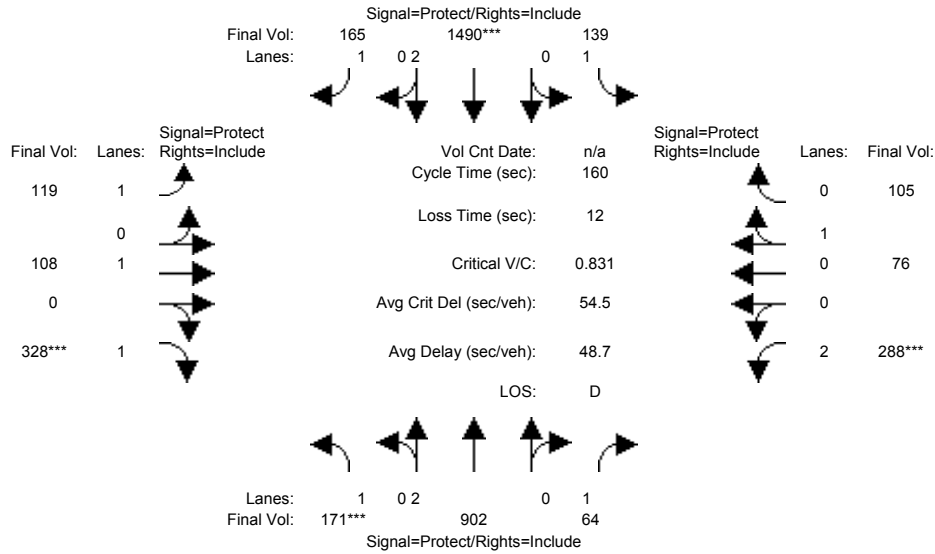 Signal=Protect/Rights=Include
Final Vol: 165 1490*** 139
Lanes: 1 0 2 0 1
Signal=Protect
Final Vol: Lanes: Rights=Include
Vol Cnt Date: n/a
Signal=Protect
Rights=Include Lanes: Final Vol:
Cycle Time (sec): 160
119 1
0 105
Loss Time (sec): 12
0
1
108 1
Critical V/C: 0.831
0 76
0
Avg Crit Del (sec/veh): 54.5
0
328*** 1
Avg Delay (sec/veh): 48.7
2 288***
LOS: D
Lanes: 1 0 2 0 1
Final Vol: 171*** 902 64
Signal=Protect/Rights=Include